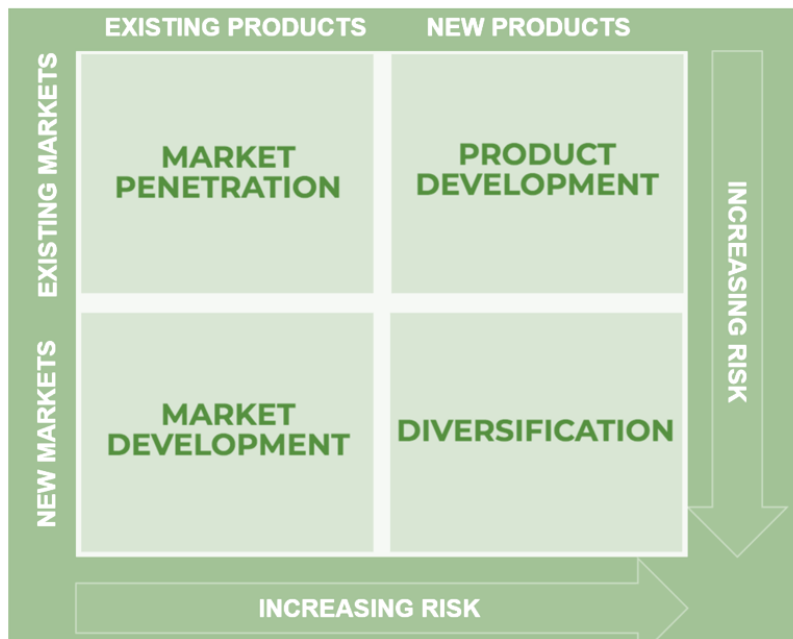 EXISTING PRODUCTS
NEW PRODUCTS
EXISTING MARKETS
MARKET
PENETRATION
PRODUCT
DEVELOPMENT
INCREASING RISK
NEW MARKETS
MARKET
DEVELOPMENT
DIVERSIFICATION
INCREASING RISK